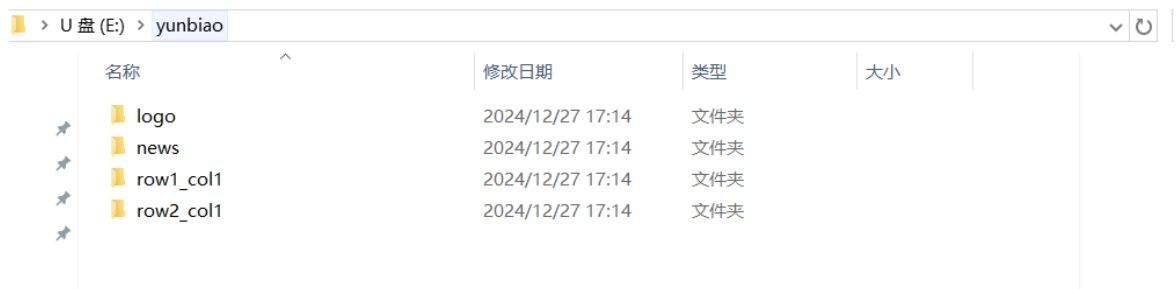 > U 盘 (E:) > yunbiao
名称 修改日期 类型 大小
logo 2024/12/27 17:14 文件夹
news 2024/12/27 17:14 文件夹
row1_col1 2024/12/27 17:14 文件夹
row2_col1 2024/12/27 17:14 文件夹